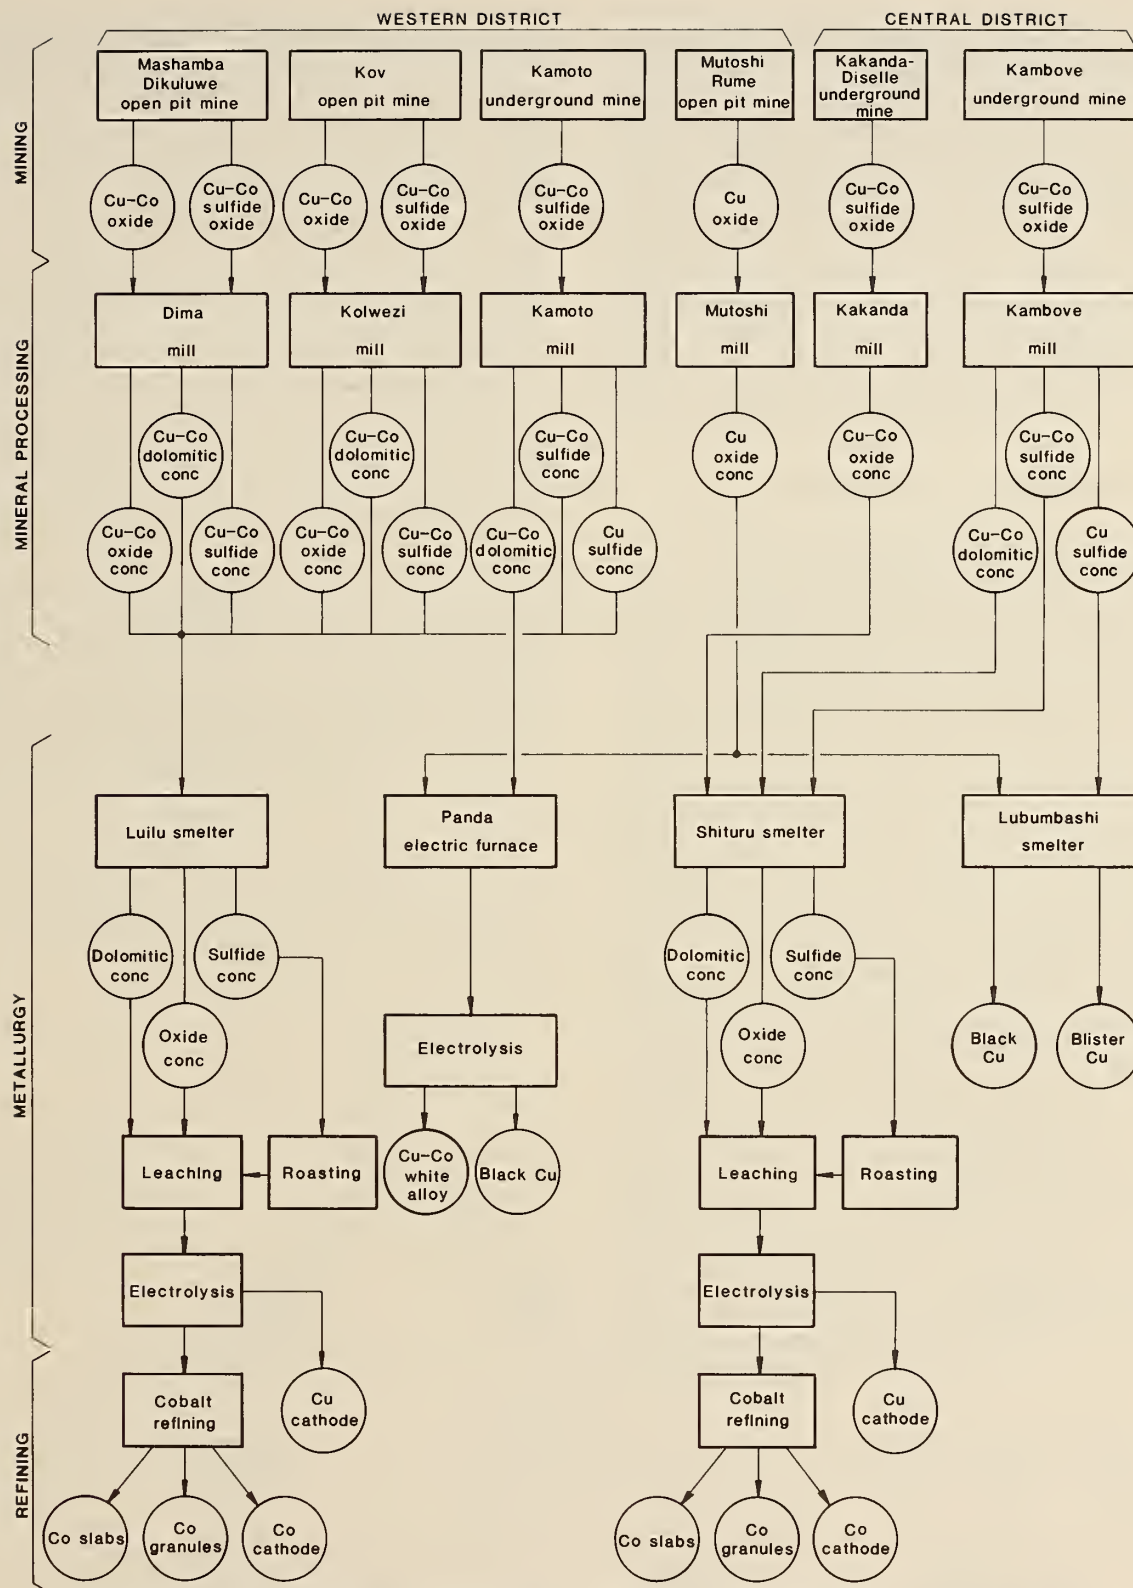 WESTERN DISTRICT
CENTRAL DISTRICT
MINING
Mashamba
Dikuluwe
open pit mine
Kov
open pit mine
Kamoto
underground mine
Mutoshi
Rume
open pit mine
Kakanda-
Diselle
underground
mine
Kambove
underground mine
Cu-Co
oxide
Cu-Co
sulfide
oxide
Cu-Co
oxide
Cu-Co
sulfide
oxide
Cu-Co
sulfide
oxide
Cu
oxide
Cu-Co
sulfide
oxide
Cu-Co
sulfide
oxide
MINERAL PROCESSING
Dima
mill
Kolwezi
mill
Kamoto
mill
Mutoshi
mill
Kakanda
mill
Kambove
mill
Cu-Co
dolomitic
conc
Cu-Co
dolomitic
conc
Cu-Co
sulfide
conc
Cu
oxide
conc
Cu-Co
oxide
conc
Cu-Co
sulfide
conc
Cu-Co
oxide
conc
Cu-Co
sulfide
conc
Cu-Co
oxide
conc
Cu-Co
sulfide
conc
Cu-Co
dolomitic
conc
Cu
sulfide
conc
Cu-Co
dolomitic
conc
Cu
sulfide
conc
METALLURGY
Luilu smelter
Panda
electric furnace
Shituru smelter
Lubumbashi
smelter
Dolomitic
conc
Sulfide
conc
Dolomitic
conc
Sulfide
conc
Oxide
conc
Electrolysis
Oxide
conc
Black
Cu
Blister
Cu
Leaching
Roasting
Cu-Co
white
alloy
Black Cu
Leaching
Roasting
Electrolysis
Electrolysis
REFINING
Cobalt
refining
Cu
cathode
Cobalt
refining
Cu
cathode
Co slabs
Co
granules
Co
cathode
Co slabs
Co
granules
Co
cathode